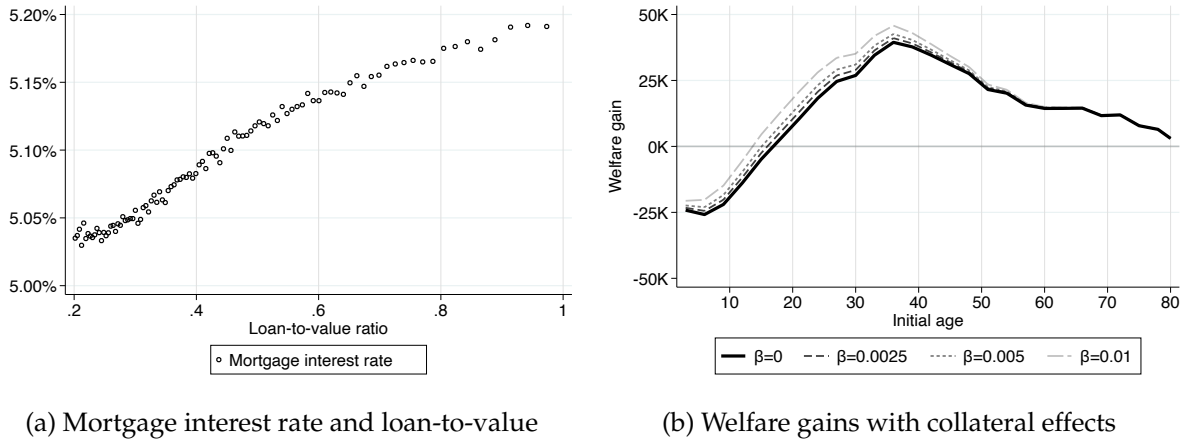 5.20%
5.15%
5.10%
5.05%
5.00%
.2 .4 .6 .8 1
Loan-to-value ratio
Mortgage interest rate
(a) Mortgage interest rate and loan-to-value
50K
25K
0K
-25K
-50K
Welfare gain
10 20 30 40 50 60 70 80
Initial age
β=0 β=0.0025 β=0.005 β=0.01
(b) Welfare gains with collateral effects